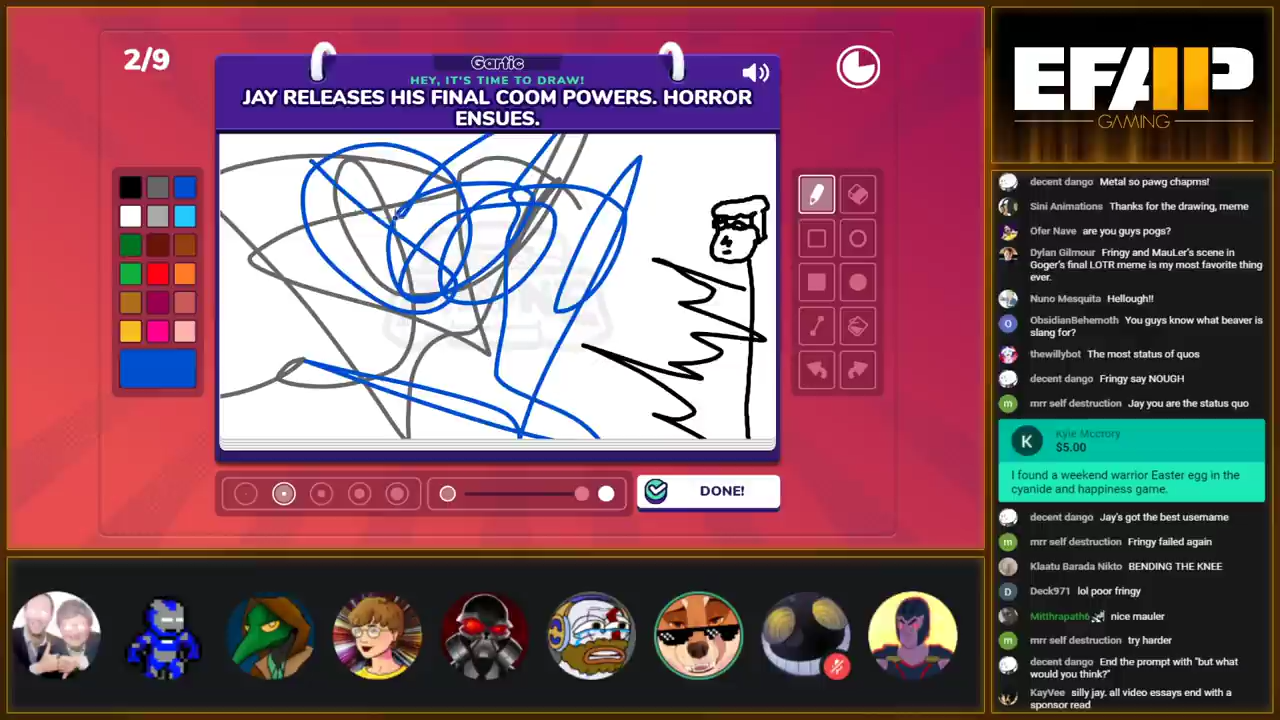 2/9
Gartic
HEY, IT'S TIME TO DRAW!
JAY RELEASES HIS FINAL COOM POWERS. HORROR
ENSUES.
DONE!
EFAP
GAMING
decent dango Metal so pawg chapms!
Sini Animations Thanks for the drawing, meme
Ofer Nave are you guys pogs?
Dylan Gilmour Fringy and MauLer's scene in
Goger's final LOTR meme is my most favorite thing
ever.
Nuno Mesquita Hellough!!
ObsidianBehemoth You guys know what beaver is
slang for?
thewillybot The most status of quos
decent dango Fringy say NOUGH
mrr self destruction Jay you are the status quo
K
Kyle Mccrory
$5.00
I found a weekend warrior Easter egg in the
cyanide and happiness game.
decent dango Jay's got the best username
mrr self destruction Fringy failed again
Klaatu Barada Nikto BENDING THE KNEE
Deck971 lol poor fringy
Mitthrapath6 nice mauler
mrr self destruction try harder
decent dango End the prompt with "but what
would you think?"
KayVee silly jay. all video essays end with a
sponsor read